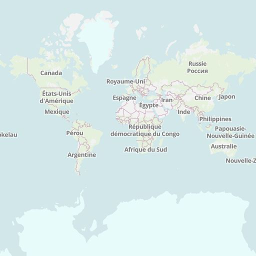 Russie
Россия
Canada
Royaume-Uni
États-Unis
d'Amérique
Espagne
Iran
Chine
Japon
Égypte
Mexique
Inde
Philippines
okelau
Pérou
République
démocratique du Congo
Papouasie-
Nouvelle-Guinée
Argentine
Afrique du Sud
Australie
Nouvelle-Z